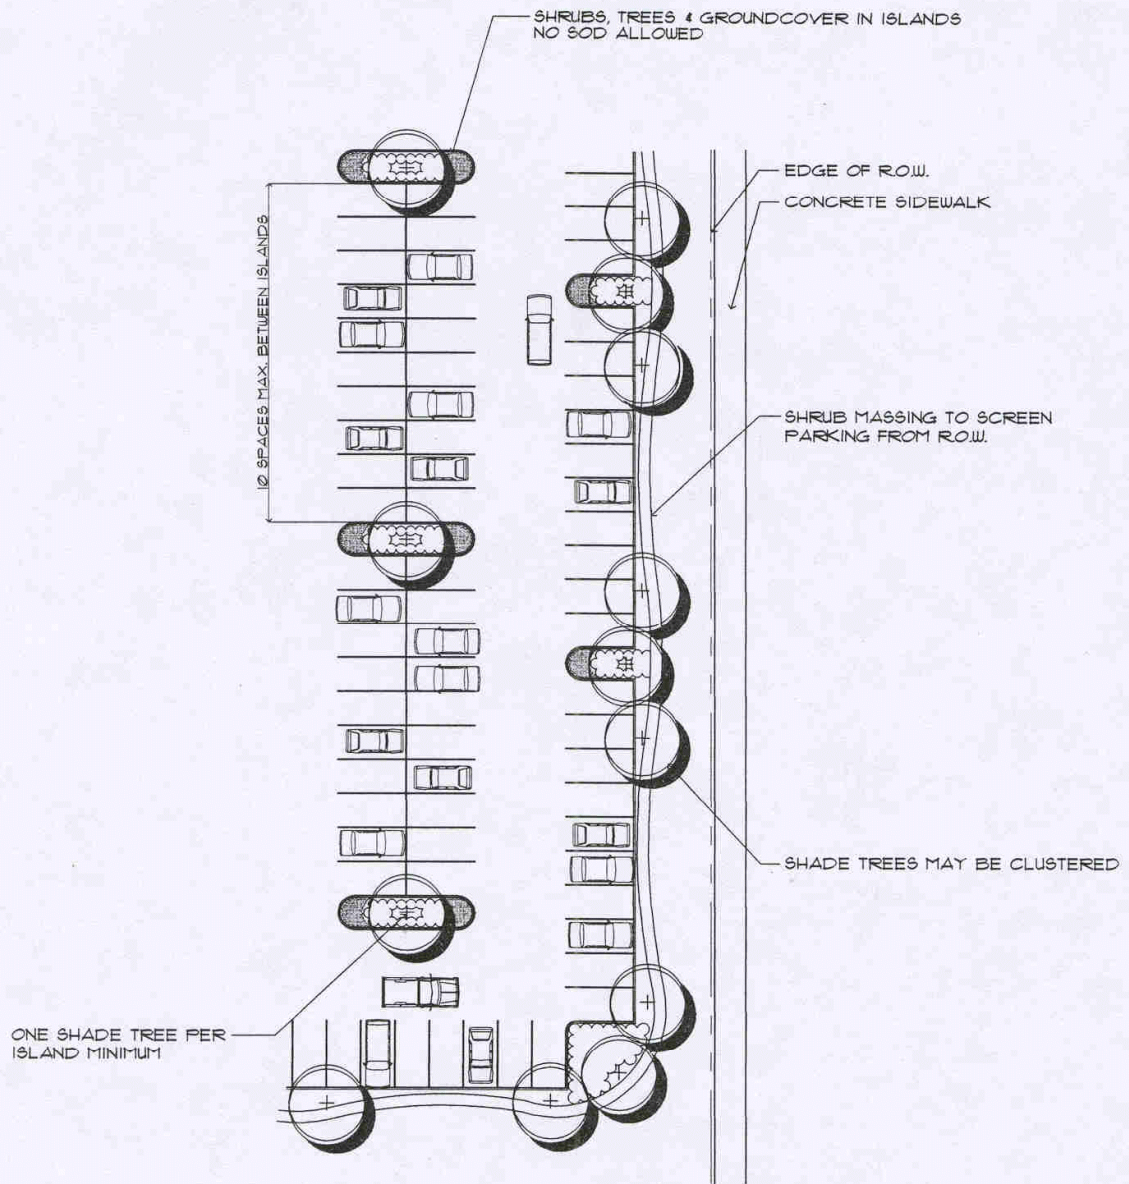 SHRUBS, TREES & GROUNDCOVER IN ISLANDS
NO SOD ALLOWED
EDGE OF R.O.W.
CONCRETE SIDEWALK
10 SPACES MAX. BETWEEN ISLANDS
SHRUB MASSING TO SCREEN
PARKING FROM R.O.W.
SHADE TREES MAY BE CLUSTERED
ONE SHADE TREE PER
ISLAND MINIMUM